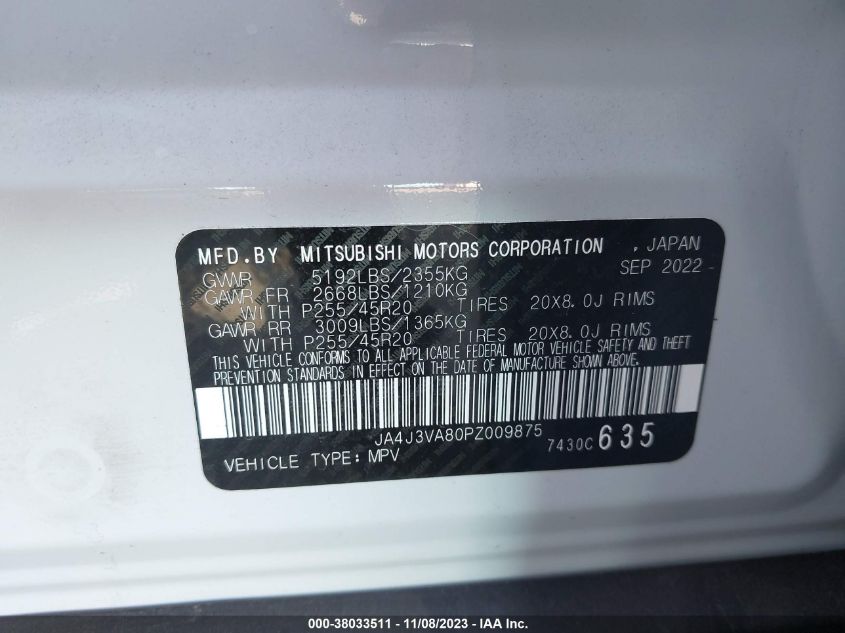 MFD.BY MITSUBISHI MOTORS CORPORATION , JAPAN
GVWR 5192LBS/2355KG SEP 2022
GAWR FR 2668LBS/1210KG
WITH P255/45R20 TIRES 20X8.0J RIMS
GAWR RR 3009LBS/1365KG
WITH P255/45R20 TIRES 20X8.0J RIMS
THIS VEHICLE CONFORMS TO ALL APPLICABLE FEDERAL MOTOR VEHICLE SAFETY AND THEFT
PREVENTION STANDARDS IN EFFECT ON THE DATE OF MANUFACTURE SHOWN ABOVE.
JA4J3VA80PZ009875
7430C 635
VEHICLE TYPE: MPV
000-38033511 - 11/08/2023 - © IAA Holdings, LLC.